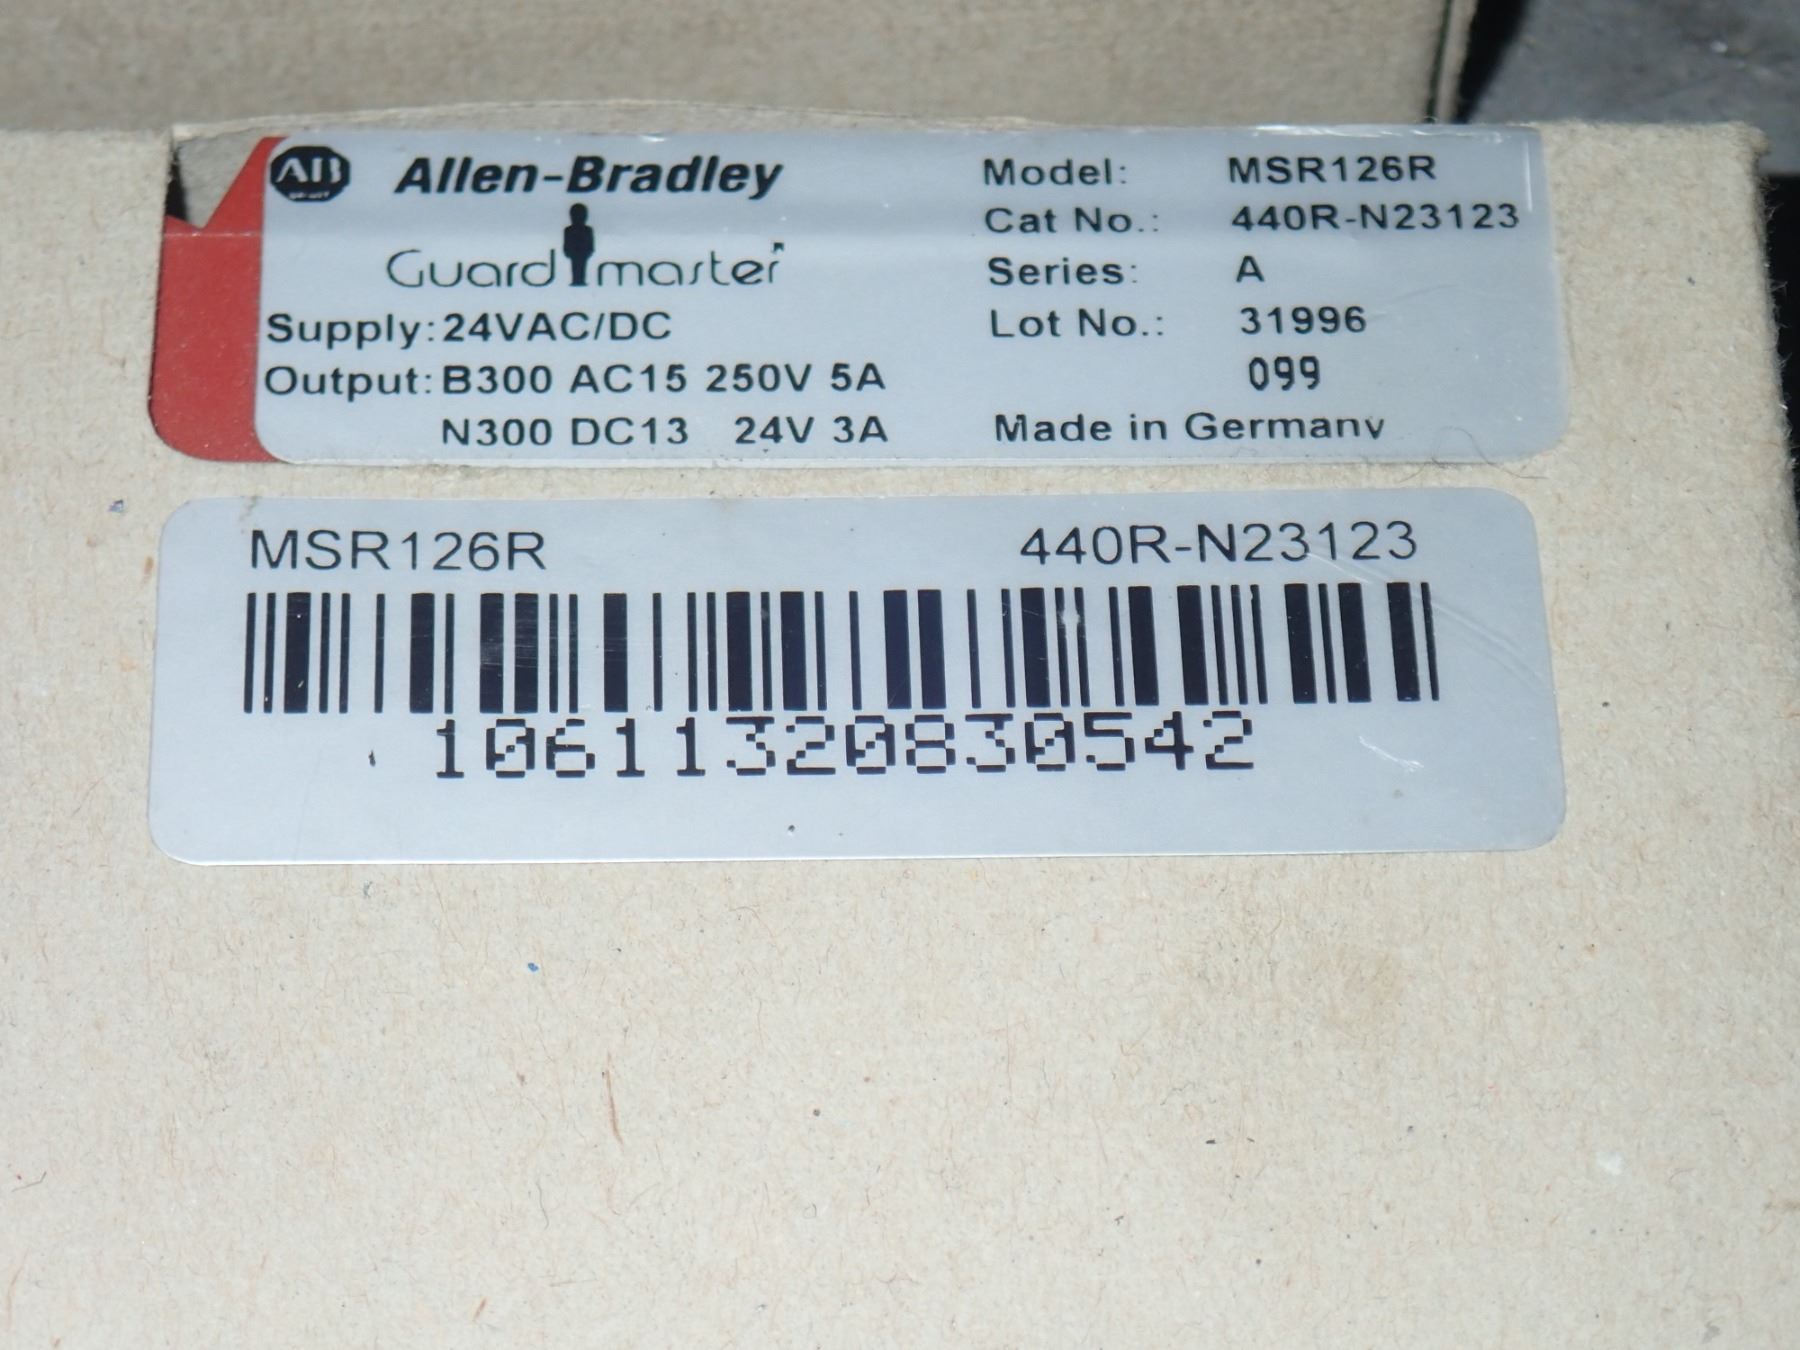 AB Allen-Bradley
Guardmaster
Supply: 24VAC/DC
Output: B300 AC15 250V 5A
N300 DC13 24V 3A
Model: MSR126R
Cat No.: 440R-N23123
Series: A
Lot No.: 31996
099
Made in Germany
MSR126R 440R-N23123
10611320830542